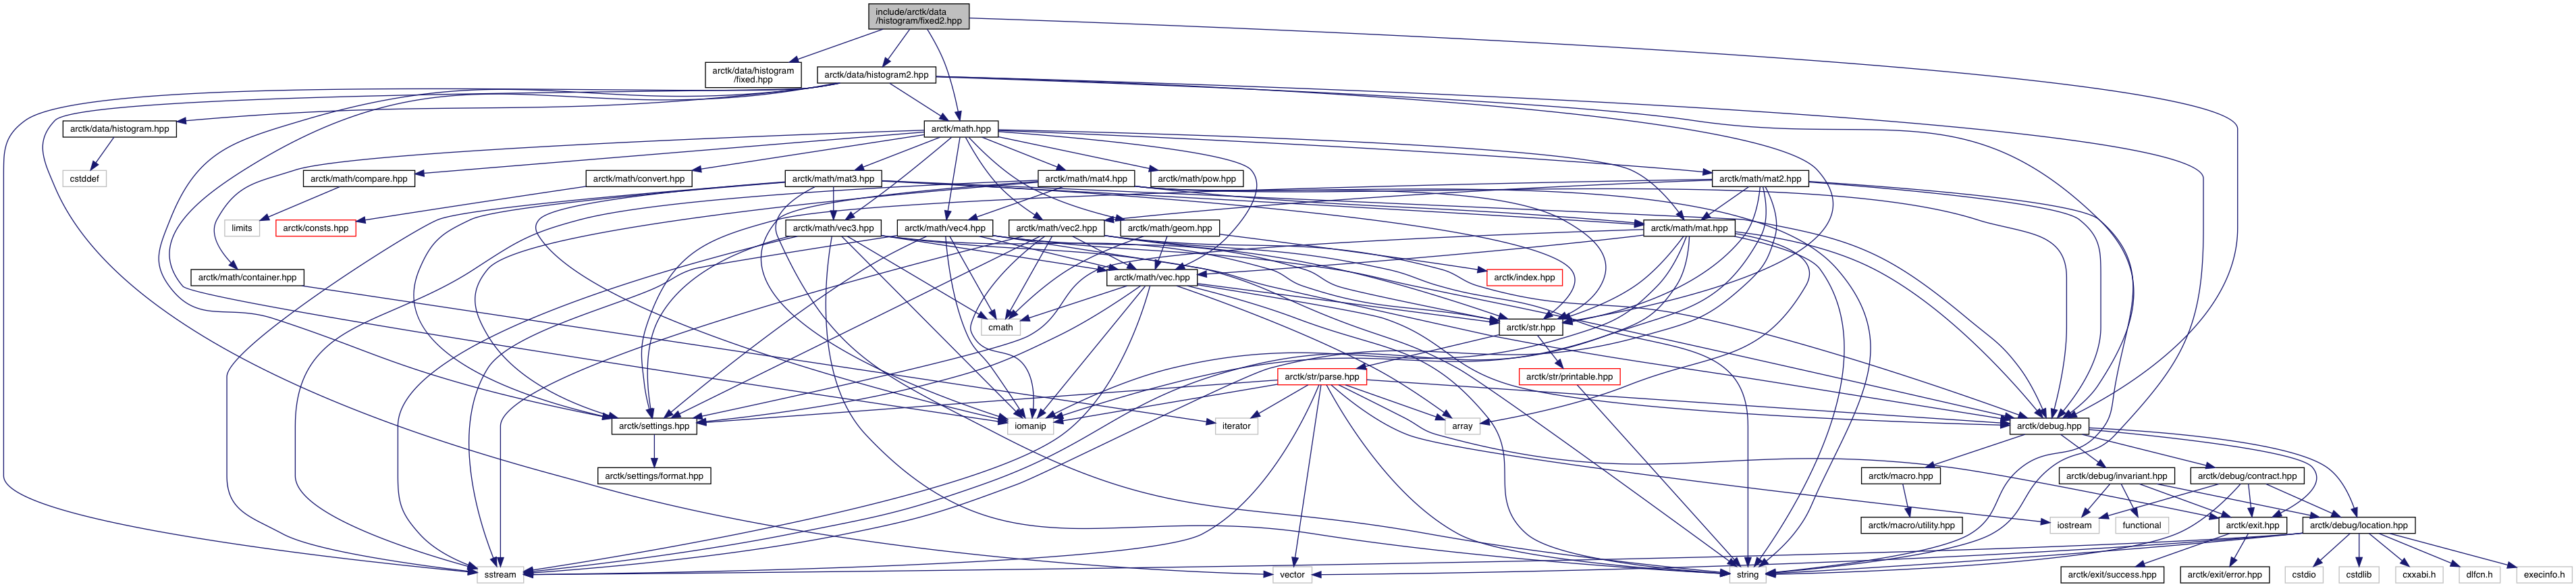 include/arctk/data
/histogram/fixed2.hpp
arctk/data/histogram
/fixed.hpp
arctk/data/histogram2.hpp
arctk/data/histogram.hpp
arctk/math.hpp
cstddef
arctk/math/compare.hpp
arctk/math/convert.hpp
arctk/math/mat3.hpp
arctk/math/mat4.hpp
arctk/math/pow.hpp
arctk/math/mat2.hpp
limits
arctk/consts.hpp
arctk/math/vec3.hpp
arctk/math/vec4.hpp
arctk/math/vec2.hpp
arctk/math/geom.hpp
arctk/math/mat.hpp
arctk/math/container.hpp
arctk/math/vec.hpp
arctk/index.hpp
cmath
arctk/str.hpp
arctk/str/parse.hpp
arctk/str/printable.hpp
arctk/settings.hpp
iomanip
iterator
array
arctk/debug.hpp
arctk/settings/format.hpp
arctk/macro.hpp
arctk/debug/invariant.hpp
arctk/debug/contract.hpp
arctk/macro/utility.hpp
iostream
functional
arctk/exit.hpp
arctk/debug/location.hpp
sstream
vector
string
arctk/exit/success.hpp
arctk/exit/error.hpp
cstdio
cstdlib
cxxabi.h
dlfcn.h
execinfo.h